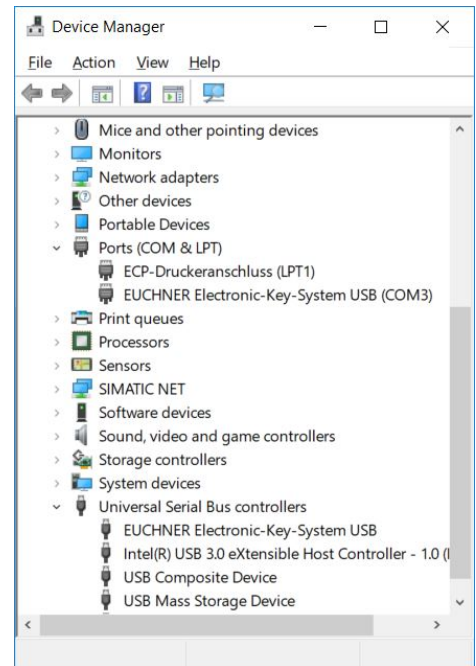 Device Manager
File Action View Help
Mice and other pointing devices
Monitors
Network adapters
Other devices
Portable Devices
Ports (COM & LPT)
ECP-Druckeranschluss (LPT1)
EUCHNER Electronic-Key-System USB (COM3)
Print queues
Processors
Sensors
SIMATIC NET
Software devices
Sound, video and game controllers
Storage controllers
System devices
Universal Serial Bus controllers
EUCHNER Electronic-Key-System USB
Intel(R) USB 3.0 eXtensible Host Controller - 1.0 (
USB Composite Device
USB Mass Storage Device